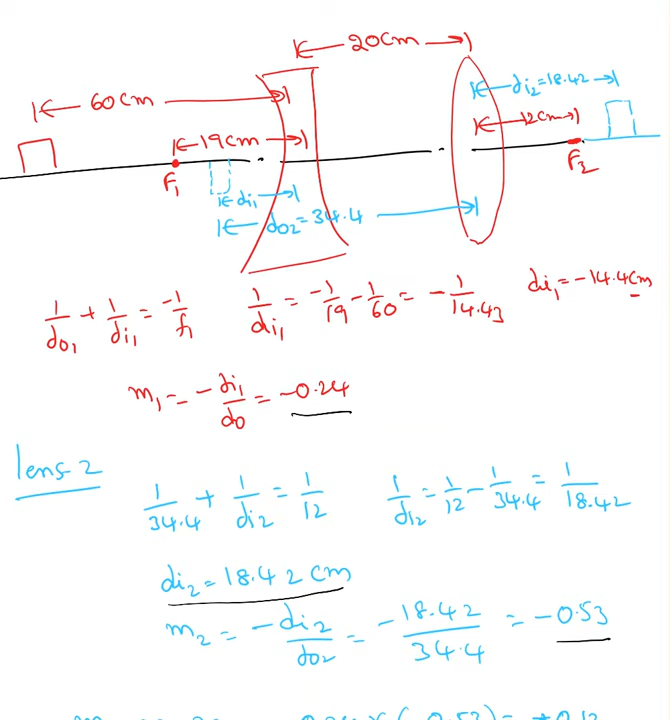 20cm
di2=18.42
60cm
12cm
19cm
F1
F2
di1
do2=34.4
1/do1 + 1/di1 = -1/f1    1/di1 = -1/19 - 1/60 = - 1/14.43    di1=-14.4cm
m1 = - di1/do = -0.24
lens-2
1/34.4 + 1/di2 = 1/12    1/di2 = 1/12 - 1/34.4 = 1/18.42
di2=18.42cm
m2 = -di2/do2 = -18.42/34.4 = -0.53